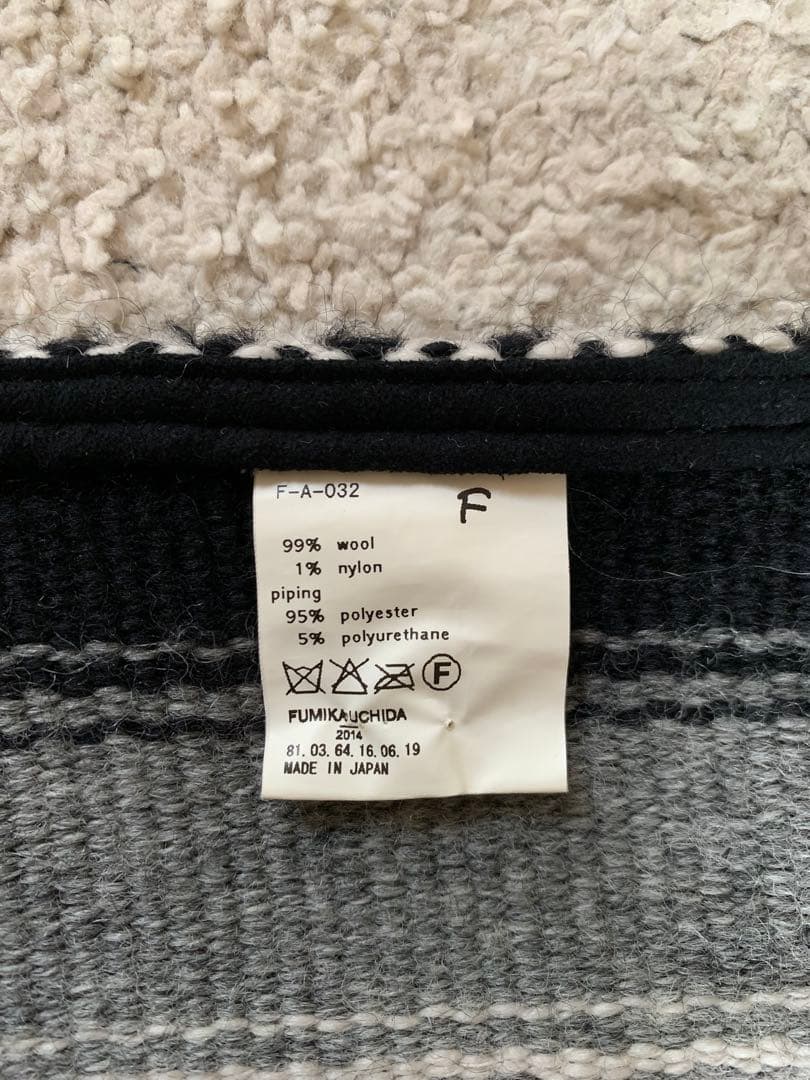 F-A-032
F
99% wool
1% nylon
piping
95% polyester
5% polyurethane
F
FUMIKA_UCHIDA
2014
81. 03. 64. 16. 06. 19
MADE IN JAPAN